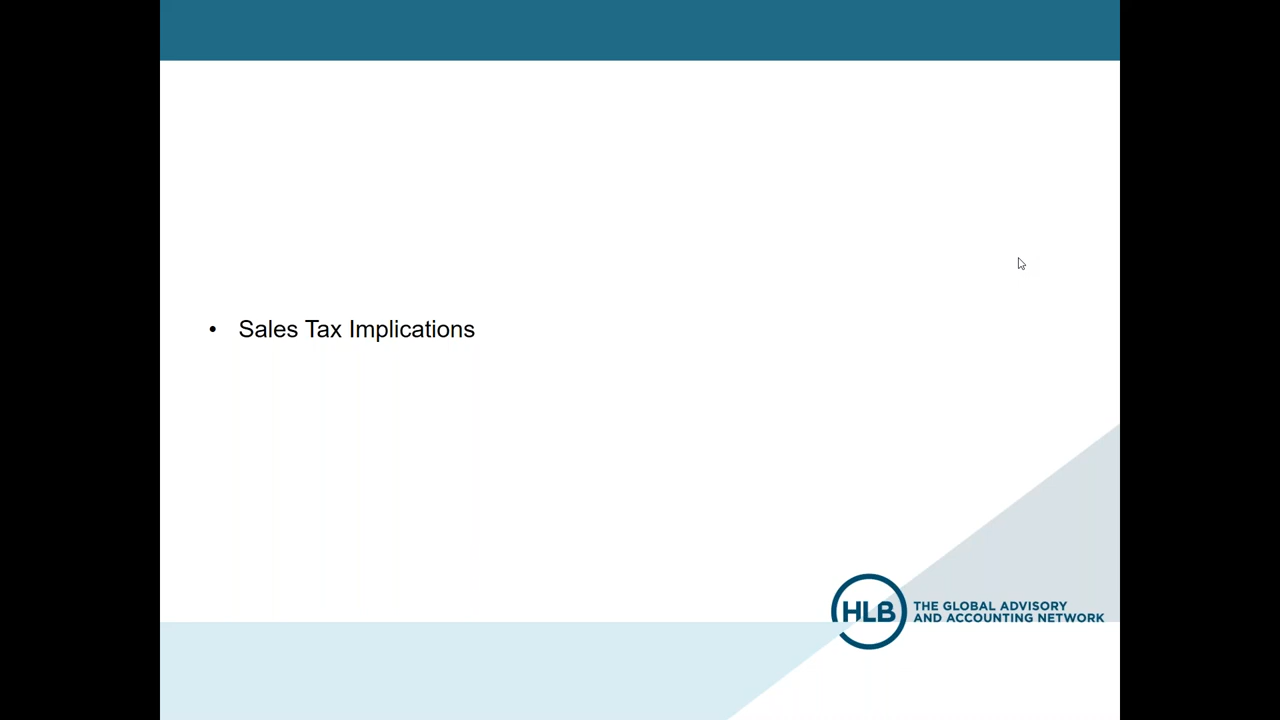 • Sales Tax Implications
HLB
THE GLOBAL ADVISORY
AND ACCOUNTING NETWORK